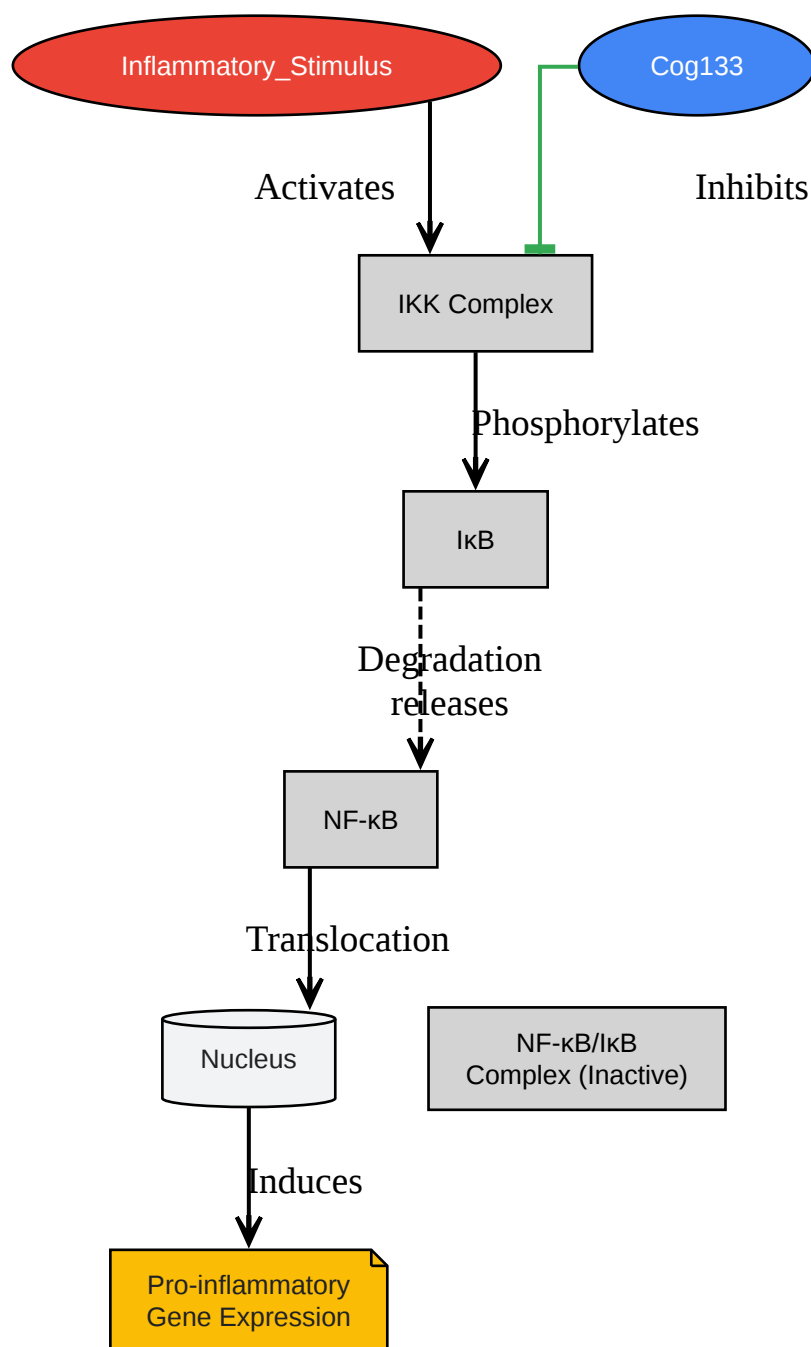 Inflammatory_Stimulus
Cog133
Activates
Inhibits
IKK Complex
Phosphorylates
IκB
Degradation
releases
NF-κB
Translocation
Nucleus
NF-κB/IκB
Complex (Inactive)
Induces
Pro-inflammatory
Gene Expression